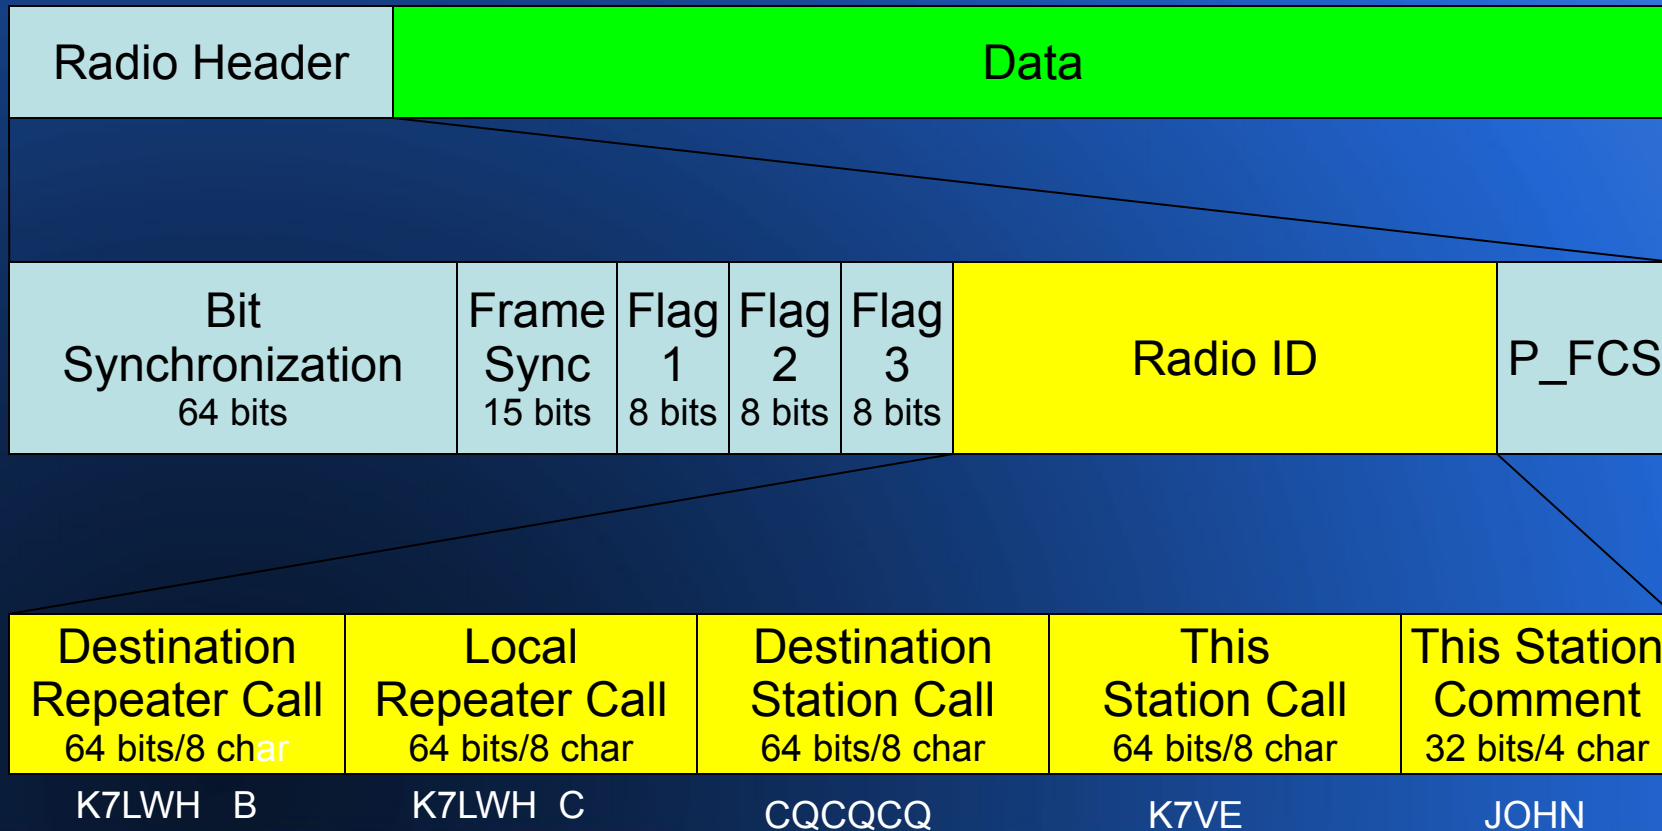 Radio Header
Data
Bit
Synchronization
64 bits
Frame
Sync
15 bits
Flag
1
8 bits
Flag
2
8 bits
Flag
3
8 bits
Radio ID
P_FCS
Destination
Repeater Call
64 bits/8 char
Local
Repeater Call
64 bits/8 char
Destination
Station Call
64 bits/8 char
This
Station Call
64 bits/8 char
This Station
Comment
32 bits/4 char
K7LWH   B
K7LWH  C
CQCQCQ
K7VE
JOHN